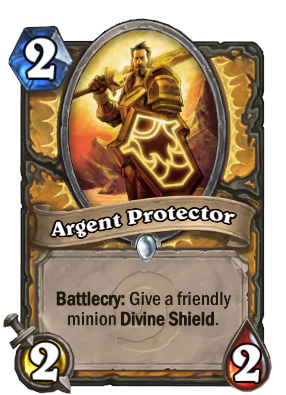 2
Argent Protector
Battlecry: Give a friendly
minion Divine Shield.
2
2